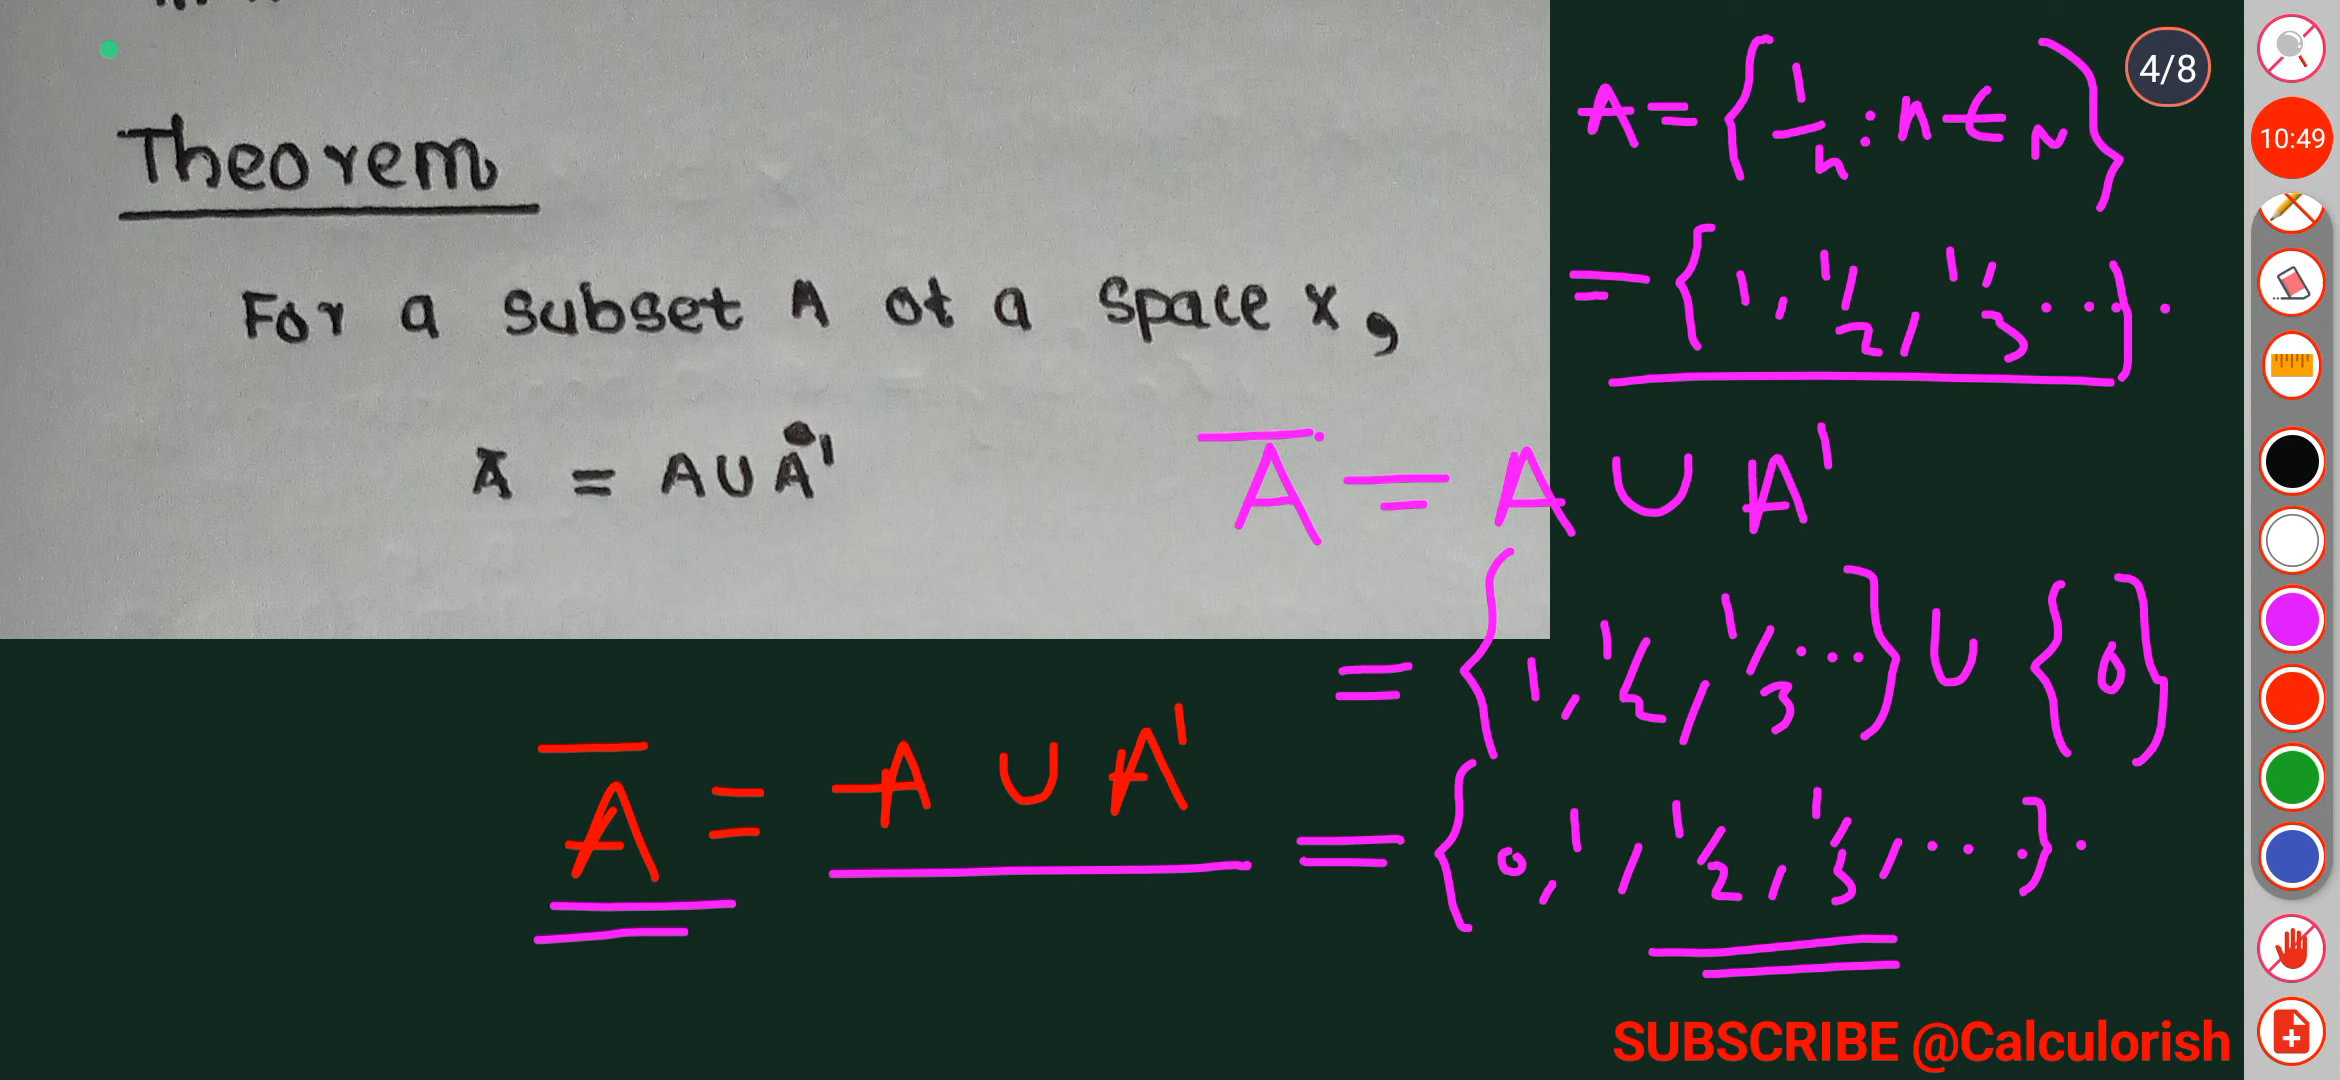 Theorem
For a subset A of a space X,
A̅ = A ∪ A'
A = { 1/n : n ∈ N }
= { 1, 1/2, 1/3 ... }.
A̅ = A ∪ A'
= { 1, 1/2, 1/3 ... } ∪ { 0 }
A̅ = A ∪ A' = { 0, 1, 1/2, 1/3, ... }.
4/8
10:49
SUBSCRIBE @Calculorish